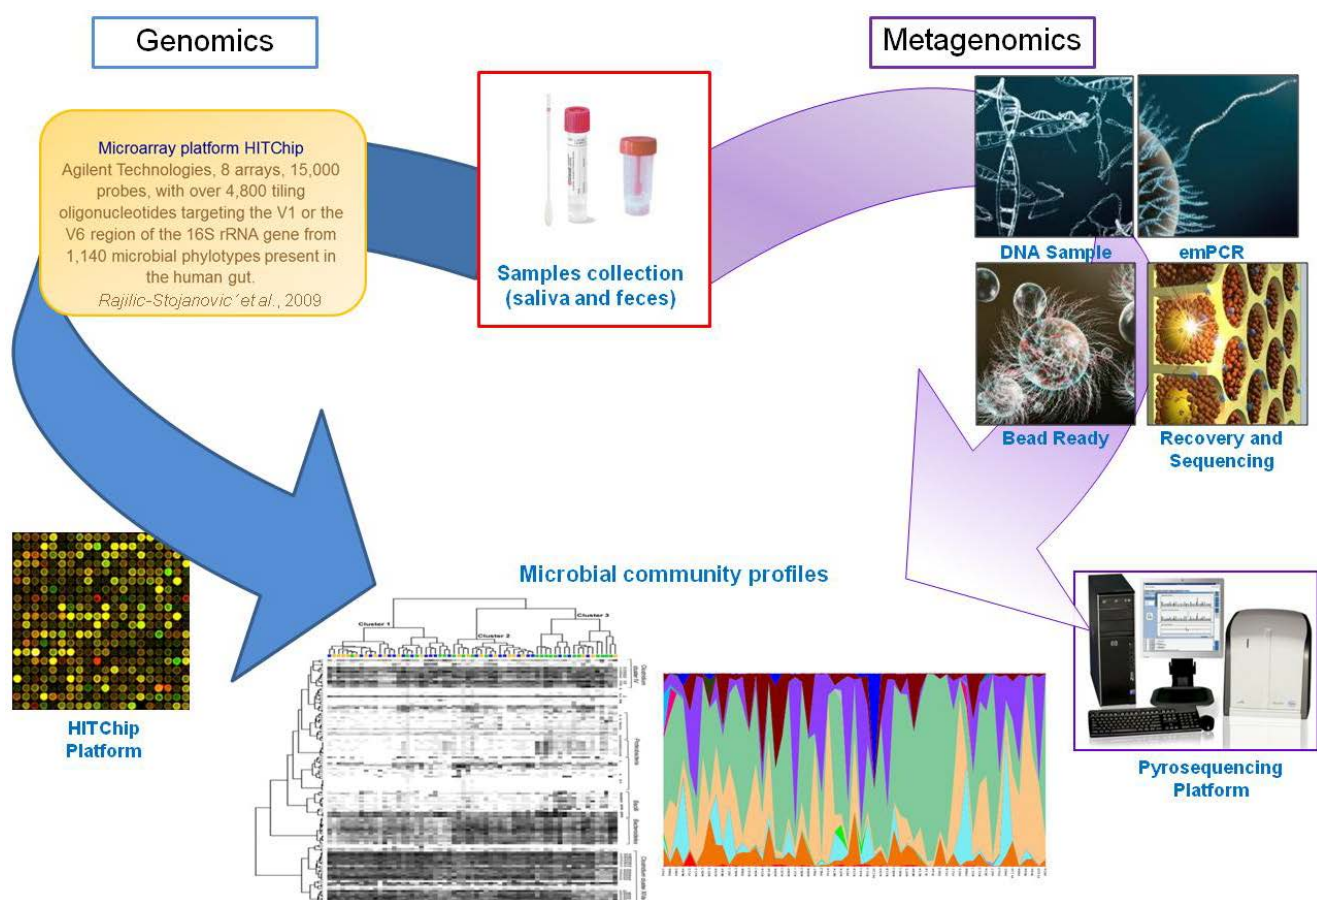 Genomics
Metagenomics
Microarray platform HITChip
Agilent Technologies, 8 arrays, 15,000
probes, with over 4,800 tiling
oligonucleotides targeting the V1 or the
V6 region of the 16S rRNA gene from
1,140 microbial phylotypes present in
the human gut.
Rajilic-Stojanovic´et al., 2009
Samples collection
(saliva and feces)
DNA Sample
emPCR
Bead Ready
Recovery and
Sequencing
HITChip
Platform
Microbial community profiles
Cluster 1
Cluster 2
Cluster 3
Proteobacteria
Bacilli
Bacteroidetes
Pyrosequencing
Platform